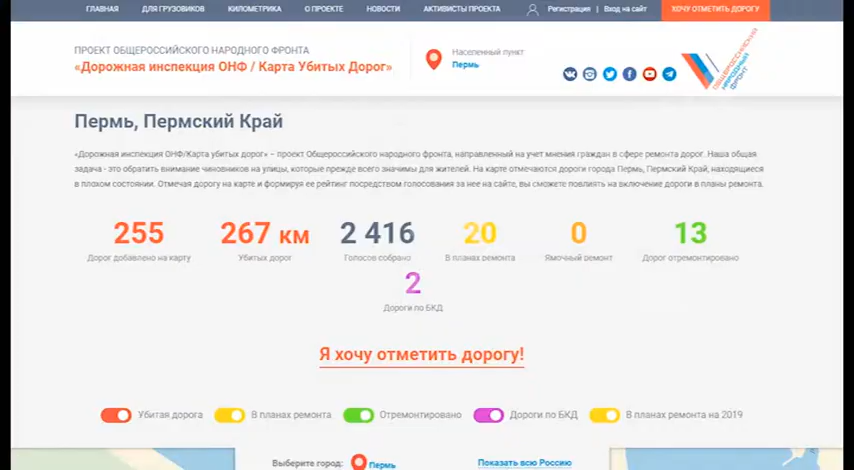 ГЛАВНАЯ ДЛЯ ГРУЗОВИКОВ КИЛОМЕТРИКА О ПРОЕКТЕ НОВОСТИ АКТИВИСТЫ ПРОЕКТА Регистрация | Вход на сайт ХОЧУ ОТМЕТИТЬ ДОРОГУ
ПРОЕКТ ОБЩЕРОССИЙСКОГО НАРОДНОГО ФРОНТА
«Дорожная инспекция ОНФ / Карта Убитых Дорог»
Населенный пункт
Пермь
ОБЩЕРОССИЙСКИЙ
НАРОДНЫЙ
ФРОНТ
Пермь, Пермский Край
«Дорожная инспекция ОНФ/Карта убитых дорог» – проект Общероссийского народного фронта, направленный на учет мнения граждан в сфере ремонта дорог. Наша общая
задача - это обратить внимание чиновников на улицы, которые прежде всего значимы для жителей. На карте отмечаются дороги города Пермь, Пермский Край, находящиеся
в плохом состоянии. Отмечая дорогу на карте и формируя ее рейтинг посредством голосования за нее на сайте, вы сможете повлиять на включение дороги в планы ремонта.
255 267 км 2 416 20 0 13
Дорог добавлено на карту Убитых дорог Голосов собрано В планах ремонта Ямочный ремонт Дорог отремонтировано
2
Дороги по БКД
Я хочу отметить дорогу!
Убитая дорога В планах ремонта Отремонтировано Дороги по БКД В планах ремонта на 2019
Выберите город: Пермь Показать всю Россию